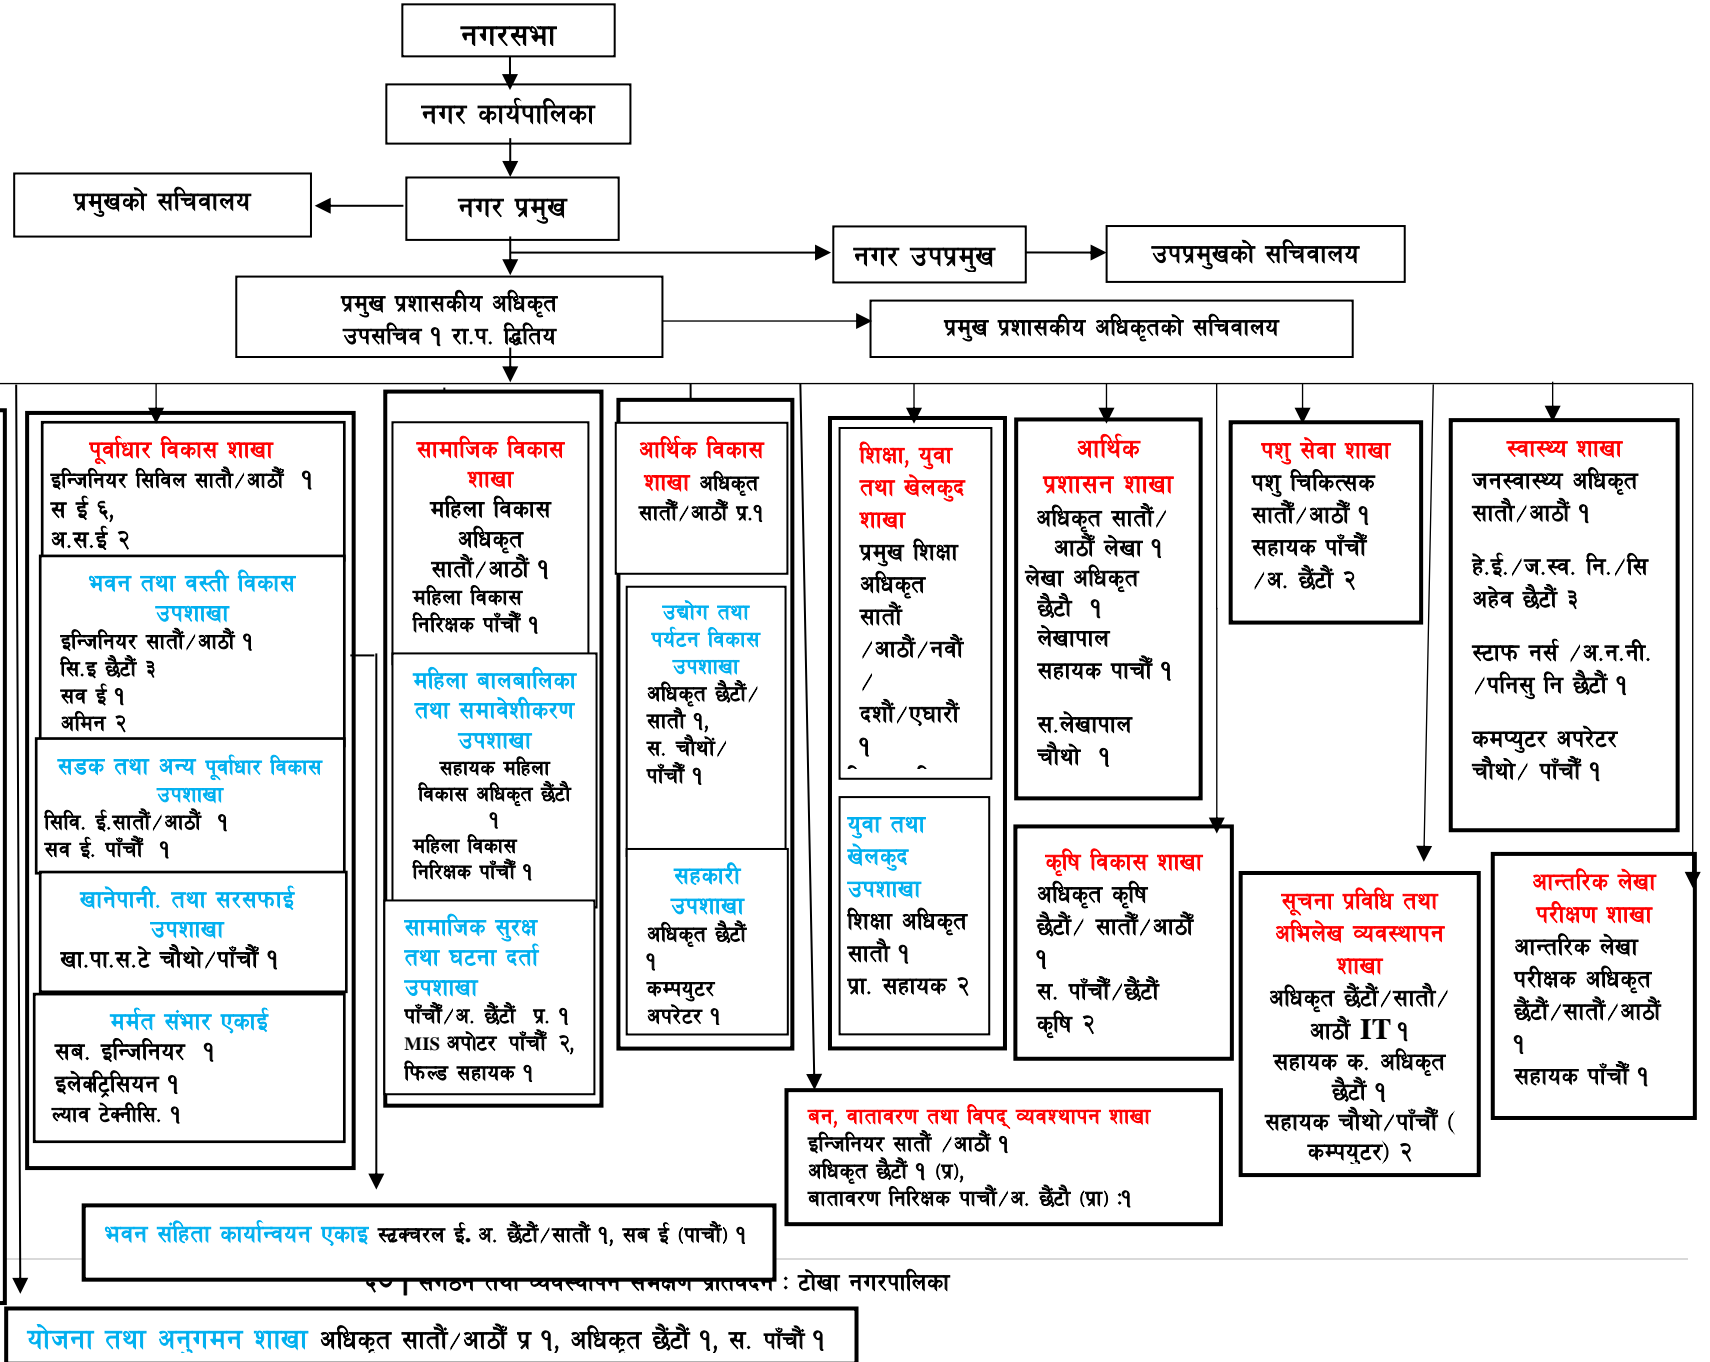 नगरसभा
नगर कार्यपालिका
प्रमुखको सचिवालय
नगर प्रमुख
नगर उपप्रमुख
उपप्रमुखको सचिवालय
प्रमुख प्रशासकीय अधिकृत
उपसचिव १ रा.प. द्धितिय
प्रमुख प्रशासकीय अधिकृतको सचिवालय
पूर्वाधार विकास शाखा
इन्जिनियर सिविल सातौ/आठौँ १
स ई ६,
अ.स.ई २
भवन तथा वस्ती विकास
उपशाखा
इन्जिनियर सातौं/आठौं १
सि.इ छैटौं ३
सव ई १
अमिन २
सडक तथा अन्य पूर्वाधार विकास
उपशाखा
सिवि. ई.सातौं/आठौं १
सव ई. पाँचौँ १
खानेपानी. तथा सरसफाई
उपशाखा
खा.पा.स.टे चौथो/पाँचौँ १
मर्मत संभार एकाई
सब. इन्जिनियर १
इलेक्ट्रिसियन १
ल्याव टेक्नीसि. १
सामाजिक विकास
शाखा
महिला विकास
अधिकृत
सातौं/आठौं १
महिला विकास
निरिक्षक पाँचौँ १
महिला बालबालिका
तथा समावेशीकरण
उपशाखा
सहायक महिला
विकास अधिकृत छैंटौ
१
महिला विकास
निरिक्षक पाँचौँ १
सामाजिक सुरक्ष
तथा घटना दर्ता
उपशाखा
पाँचौँ/अ. छैंटौं प्र. १
MIS अपोटर पाँचौँ २,
फिल्ड सहायक १
आर्थिक विकास
शाखा अधिकृत
सातौं/आठौं प्र.१
उद्योग तथा
पर्यटन विकास
उपशाखा
अधिकृत छैटौं/
सातौ १,
स. चौथों/
पाँचौँ १
सहकारी
उपशाखा
अधिकृत छैटौं
१
कम्पयुटर
अपरेटर १
शिक्षा, युवा
तथा खेलकुद
शाखा
प्रमुख शिक्षा
अधिकृत
सातौं
/आठौं/नवौं
/
दशौं/एघारौं
१
युवा तथा
खेलकुद
उपशाखा
शिक्षा अधिकृत
सातौ १
प्रा. सहायक २
आर्थिक
प्रशासन शाखा
अधिकृत सातौं/
आठौँ लेखा १
लेखा अधिकृत
छैटौ १
लेखापाल
सहायक पाचौं १
स.लेखापाल
चौथो १
कृषि विकास शाखा
अधिकृत कृषि
छैटौं/ सातौँ/आठौँ
१
स. पाँचौँ/छैटौं
कृषि २
पशु सेवा शाखा
पशु चिकित्सक
सातौँ/आठौँ १
सहायक पाँचौँ
/अ. छैंटौं २
सूचना प्रविधि तथा
अभिलेख व्यवस्थापन
शाखा
अधिकृत छैंटौं/सातौ/
आठौं IT १
सहायक क. अधिकृत
छैटौं १
सहायक चौथो/पाँचौँ (
कम्पयुटर) २
स्वास्थ्य शाखा
जनस्वास्थ्य अधिकृत
सातौ/आठौं १
हे.ई./ज.स्व. नि./सि
अहेव छैटौं ३
स्टाफ नर्स /अ.न.नी.
/पनिसु नि छैटौं १
कमप्युटर अपरेटर
चौथो/ पाँचौँ १
आन्तरिक लेखा
परीक्षण शाखा
आन्तरिक लेखा
परीक्षक अधिकृत
छैंटौं/सातौं/आठौं
१
सहायक पाँचौँ १
बन, वातावरण तथा विपद् व्यवश्थापन शाखा
इन्जिनियर सातौं /आठौं १
अधिकृत छैटौं १ (प्र),
बातावरण निरिक्षक पाचौं/अ. छैंटौ (प्रा) :१
भवन संहिता कार्यान्वयन एकाइ स्ट्रक्चरल ई. अ. छैंटौं/सातौं १, सब ई (पाचौं) १
संगठन तथा व्यवस्थापन सर्मक्षण प्रतिवेदन : टोखा नगरपालिका
योजना तथा अनुगमन शाखा अधिकृत सातौं/आठौँ प्र १, अधिकृत छैंटौं १, स. पाँचौं १